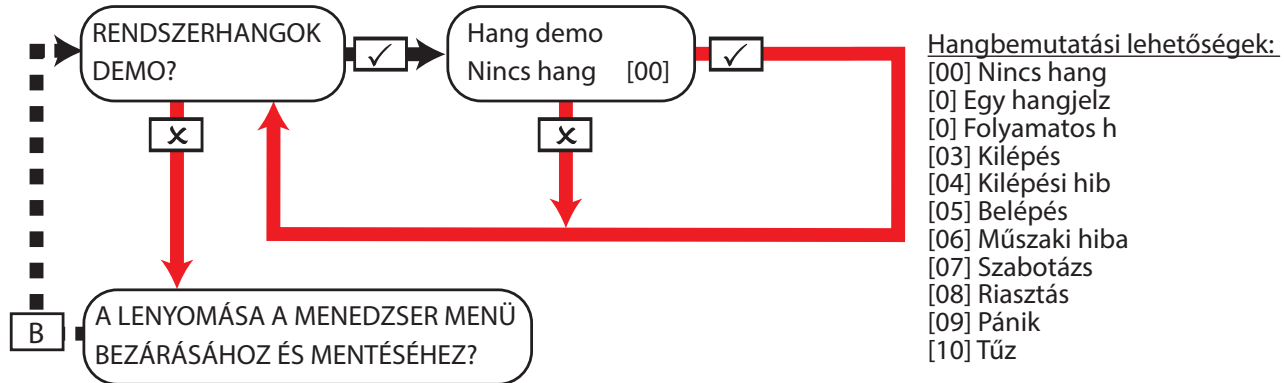 RENDSZERHANGOK
DEMO?
✓
Hang demo
Nincs hang [00]
✓
✗
✗
B
A LENYOMÁSA A MENEDZSER MENÜ
BEZÁRÁSÁHOZ ÉS MENTÉSÉHEZ?
Hangbemutatási lehetőségek:
[00] Nincs hang
[0] Egy hangjelz
[0] Folyamatos h
[03] Kilépés
[04] Kilépési hib
[05] Belépés
[06] Műszaki hiba
[07] Szabotázs
[08] Riasztás
[09] Pánik
[10] Tűz